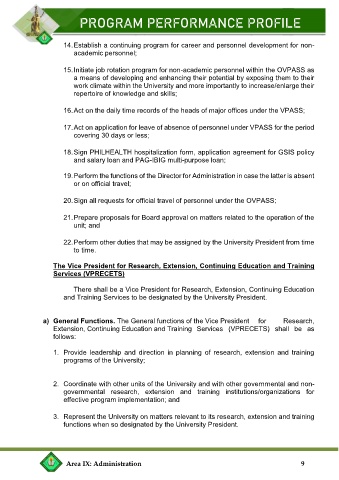 PROGRAM PERFORMANCE PROFILE
14. Establish a continuing program for career and personnel development for non-
academic personnel;
15. Initiate job rotation program for non-academic personnel within the OVPASS as
a means of developing and enhancing their potential by exposing them to their
work climate within the University and more importantly to increase/enlarge their
repertoire of knowledge and skills;
16. Act on the daily time records of the heads of major offices under the VPASS;
17. Act on application for leave of absence of personnel under VPASS for the period
covering 30 days or less;
18. Sign PHILHEALTH hospitalization form, application agreement for GSIS policy
and salary loan and PAG-IBIG multi-purpose loan;
19. Perform the functions of the Director for Administration in case the latter is absent
or on official travel;
20. Sign all requests for official travel of personnel under the OVPASS;
21. Prepare proposals for Board approval on matters related to the operation of the
unit; and
22. Perform other duties that may be assigned by the University President from time
to time.
The Vice President for Research, Extension, Continuing Education and Training
Services (VPRECETS)
There shall be a Vice President for Research, Extension, Continuing Education
and Training Services to be designated by the University President.
a) General Functions. The General functions of the Vice President for Research,
Extension, Continuing Education and Training Services (VPRECETS) shall be as
follows:
1. Provide leadership and direction in planning of research, extension and training
programs of the University;
2. Coordinate with other units of the University and with other governmental and non-
governmental research, extension and training institutions/organizations for
effective program implementation; and
3. Represent the University on matters relevant to its research, extension and training
functions when so designated by the University President.
Area IX: Administration 9